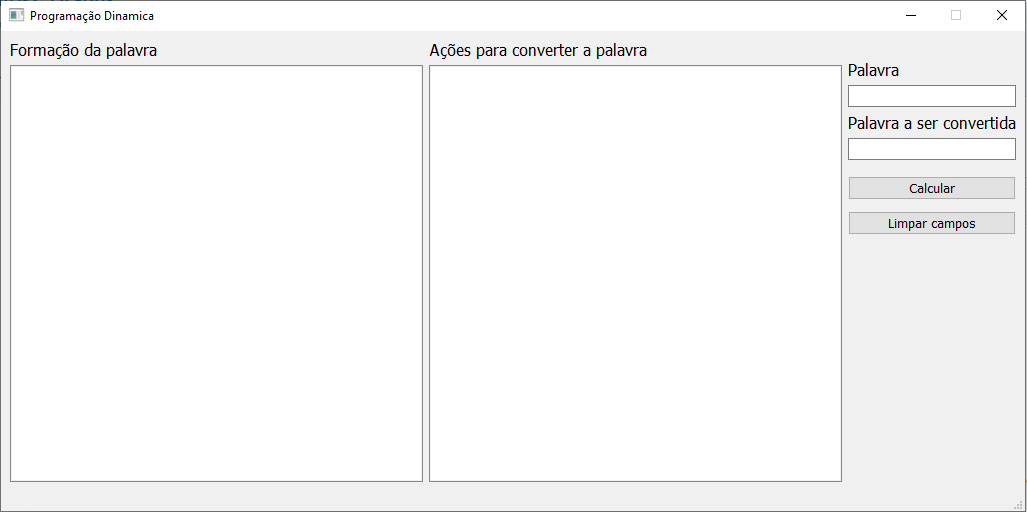 Programação Dinamica
Formação da palavra
Ações para converter a palavra
Palavra
Palavra a ser convertida
Calcular
Limpar campos